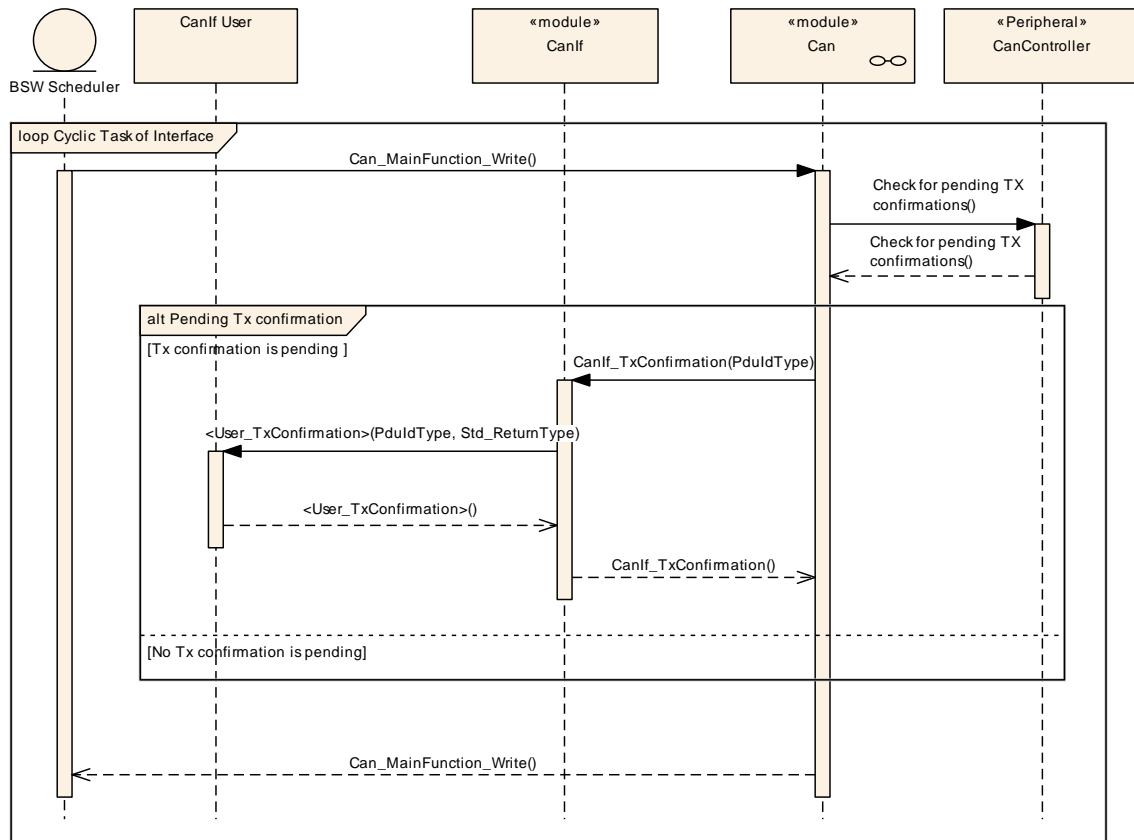 BSW Scheduler
CanIf User
«module»
CanIf
«module»
Can
«Peripheral»
CanController
loop Cyclic Task of Interface
Can_MainFunction_Write()
Check for pending TX
confirmations()
Check for pending TX
confirmations()
alt Pending Tx confirmation
[Tx confirmation is pending ]
CanIf_TxConfirmation(PduIdType)
<User_TxConfirmation>(PduIdType, Std_ReturnType)
<User_TxConfirmation>()
CanIf_TxConfirmation()
[No Tx confirmation is pending]
Can_MainFunction_Write()